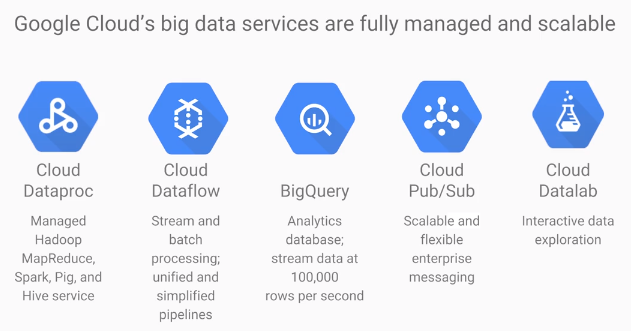 Google Cloud's big data services are fully managed and scalable
Cloud
Dataproc
Managed
Hadoop
MapReduce,
Spark, Pig, and
Hive service
Cloud
Dataflow
Stream and
batch
processing;
unified and
simplified
pipelines
BigQuery
Analytics
database;
stream data at
100,000
rows per second
Cloud
Pub/Sub
Scalable and
flexible
enterprise
messaging
Cloud
Datalab
Interactive data
exploration